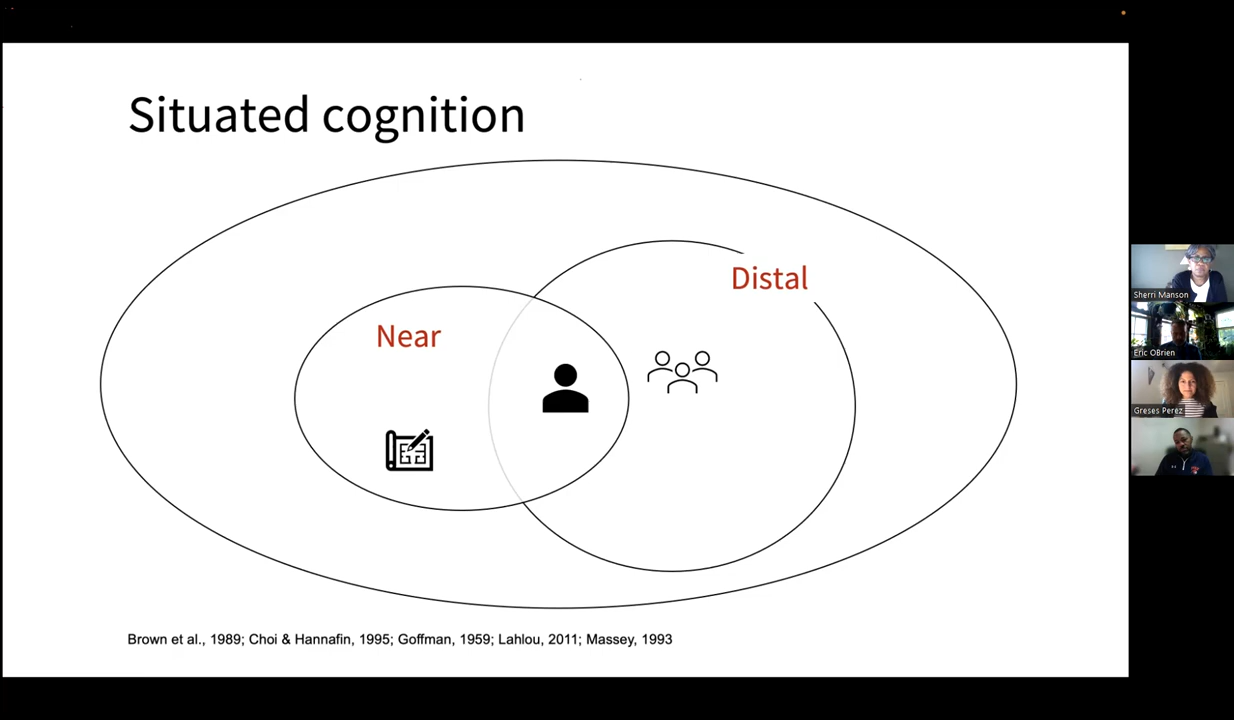 Situated cognition
Distal
Near
Brown et al., 1989; Choi & Hannafin, 1995; Goffman, 1959; Lahlou, 2011; Massey, 1993
Sherri Manson
Eric OBrien
Greses Perez